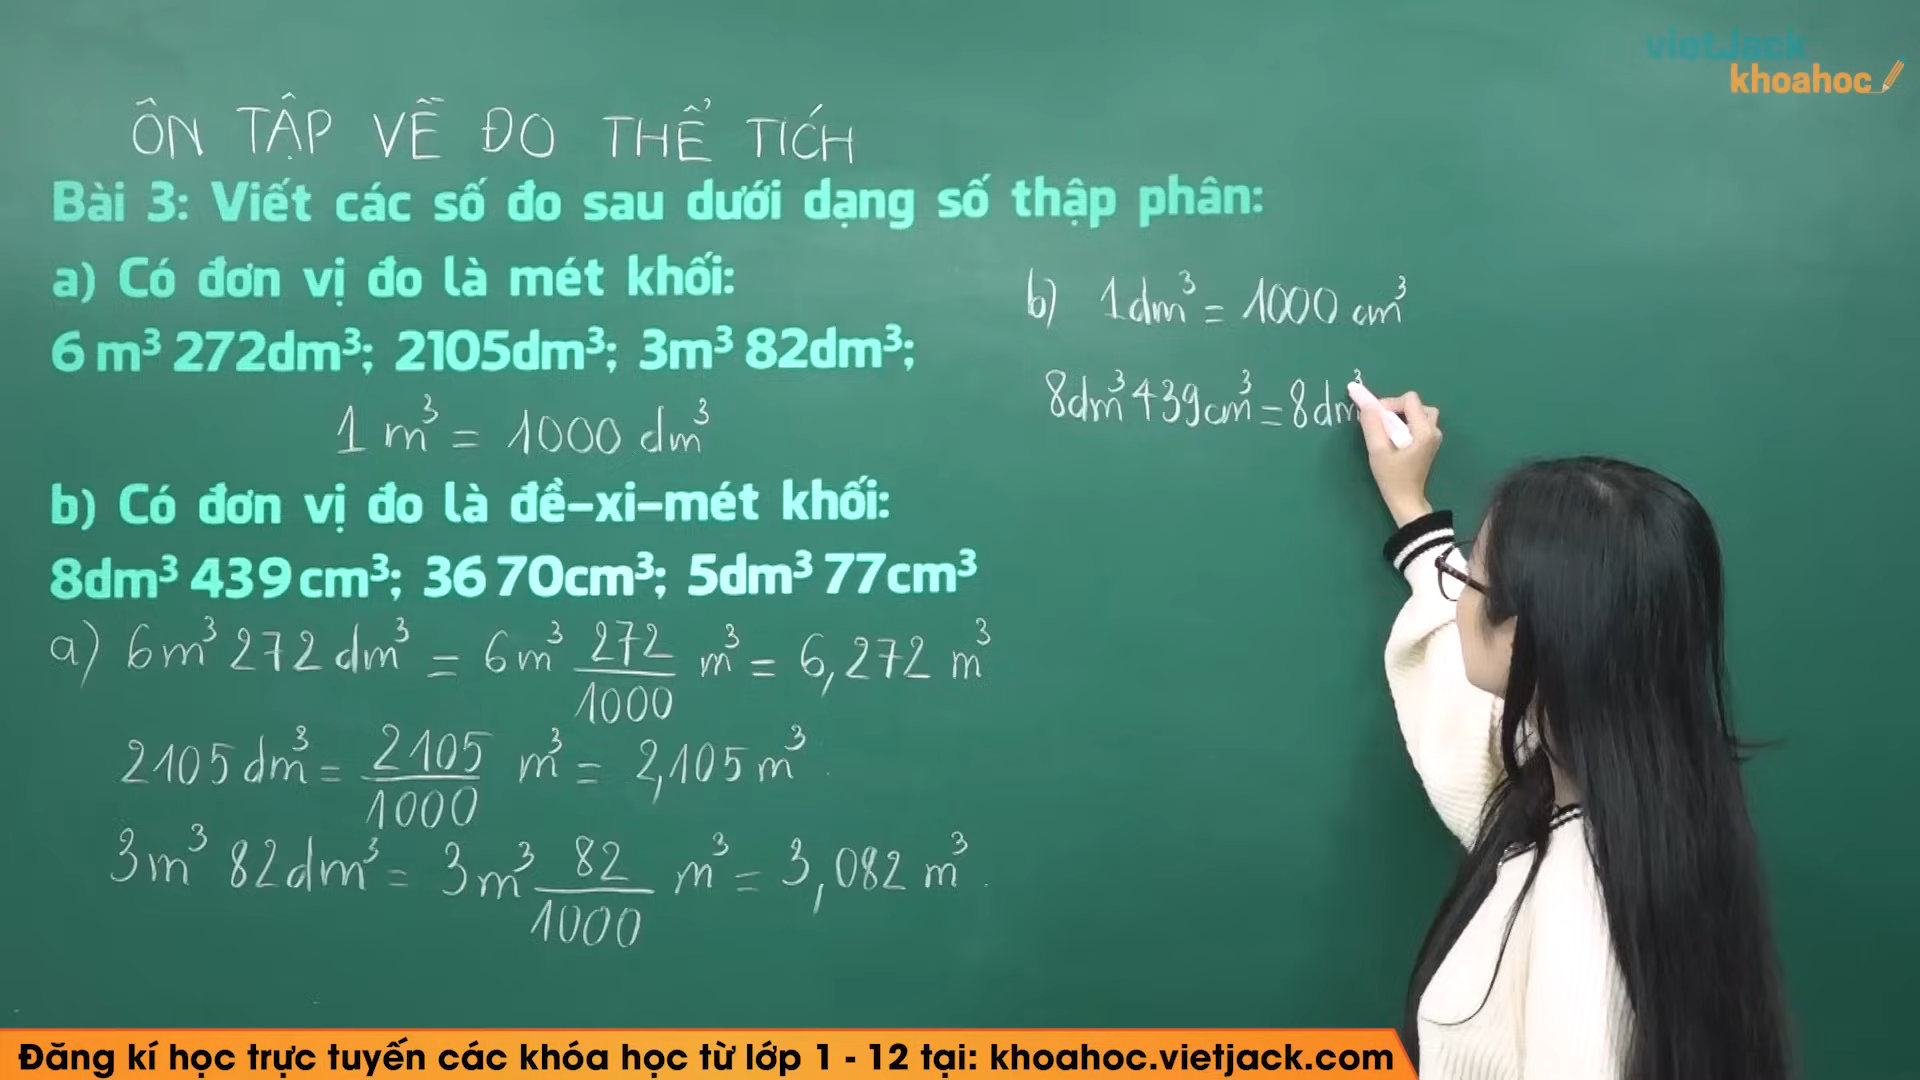 vietJack
khoahoc
ÔN TẬP VỀ ĐO THỂ TÍCH
Bài 3: Viết các số đo sau dưới dạng số thập phân:
a) Có đơn vị đo là mét khối:
6 m³ 272dm³; 2105dm³; 3m³ 82dm³;
1 m³ = 1000 dm³
b) Có đơn vị đo là đề-xi-mét khối:
8dm³ 439cm³; 3670cm³; 5dm³ 77cm³
a) 6m³ 272 dm³ = 6m³ 272/1000 m³ = 6,272 m³
2105 dm³ = 2105/1000 m³ = 2,105 m³
3m³ 82dm³ = 3m³ 82/1000 m³ = 3,082 m³.
b) 1dm³ = 1000 cm³
8dm³ 439cm³ = 8dm³
Đăng kí học trực tuyến các khóa học từ lớp 1 - 12 tại: khoahoc.vietjack.com